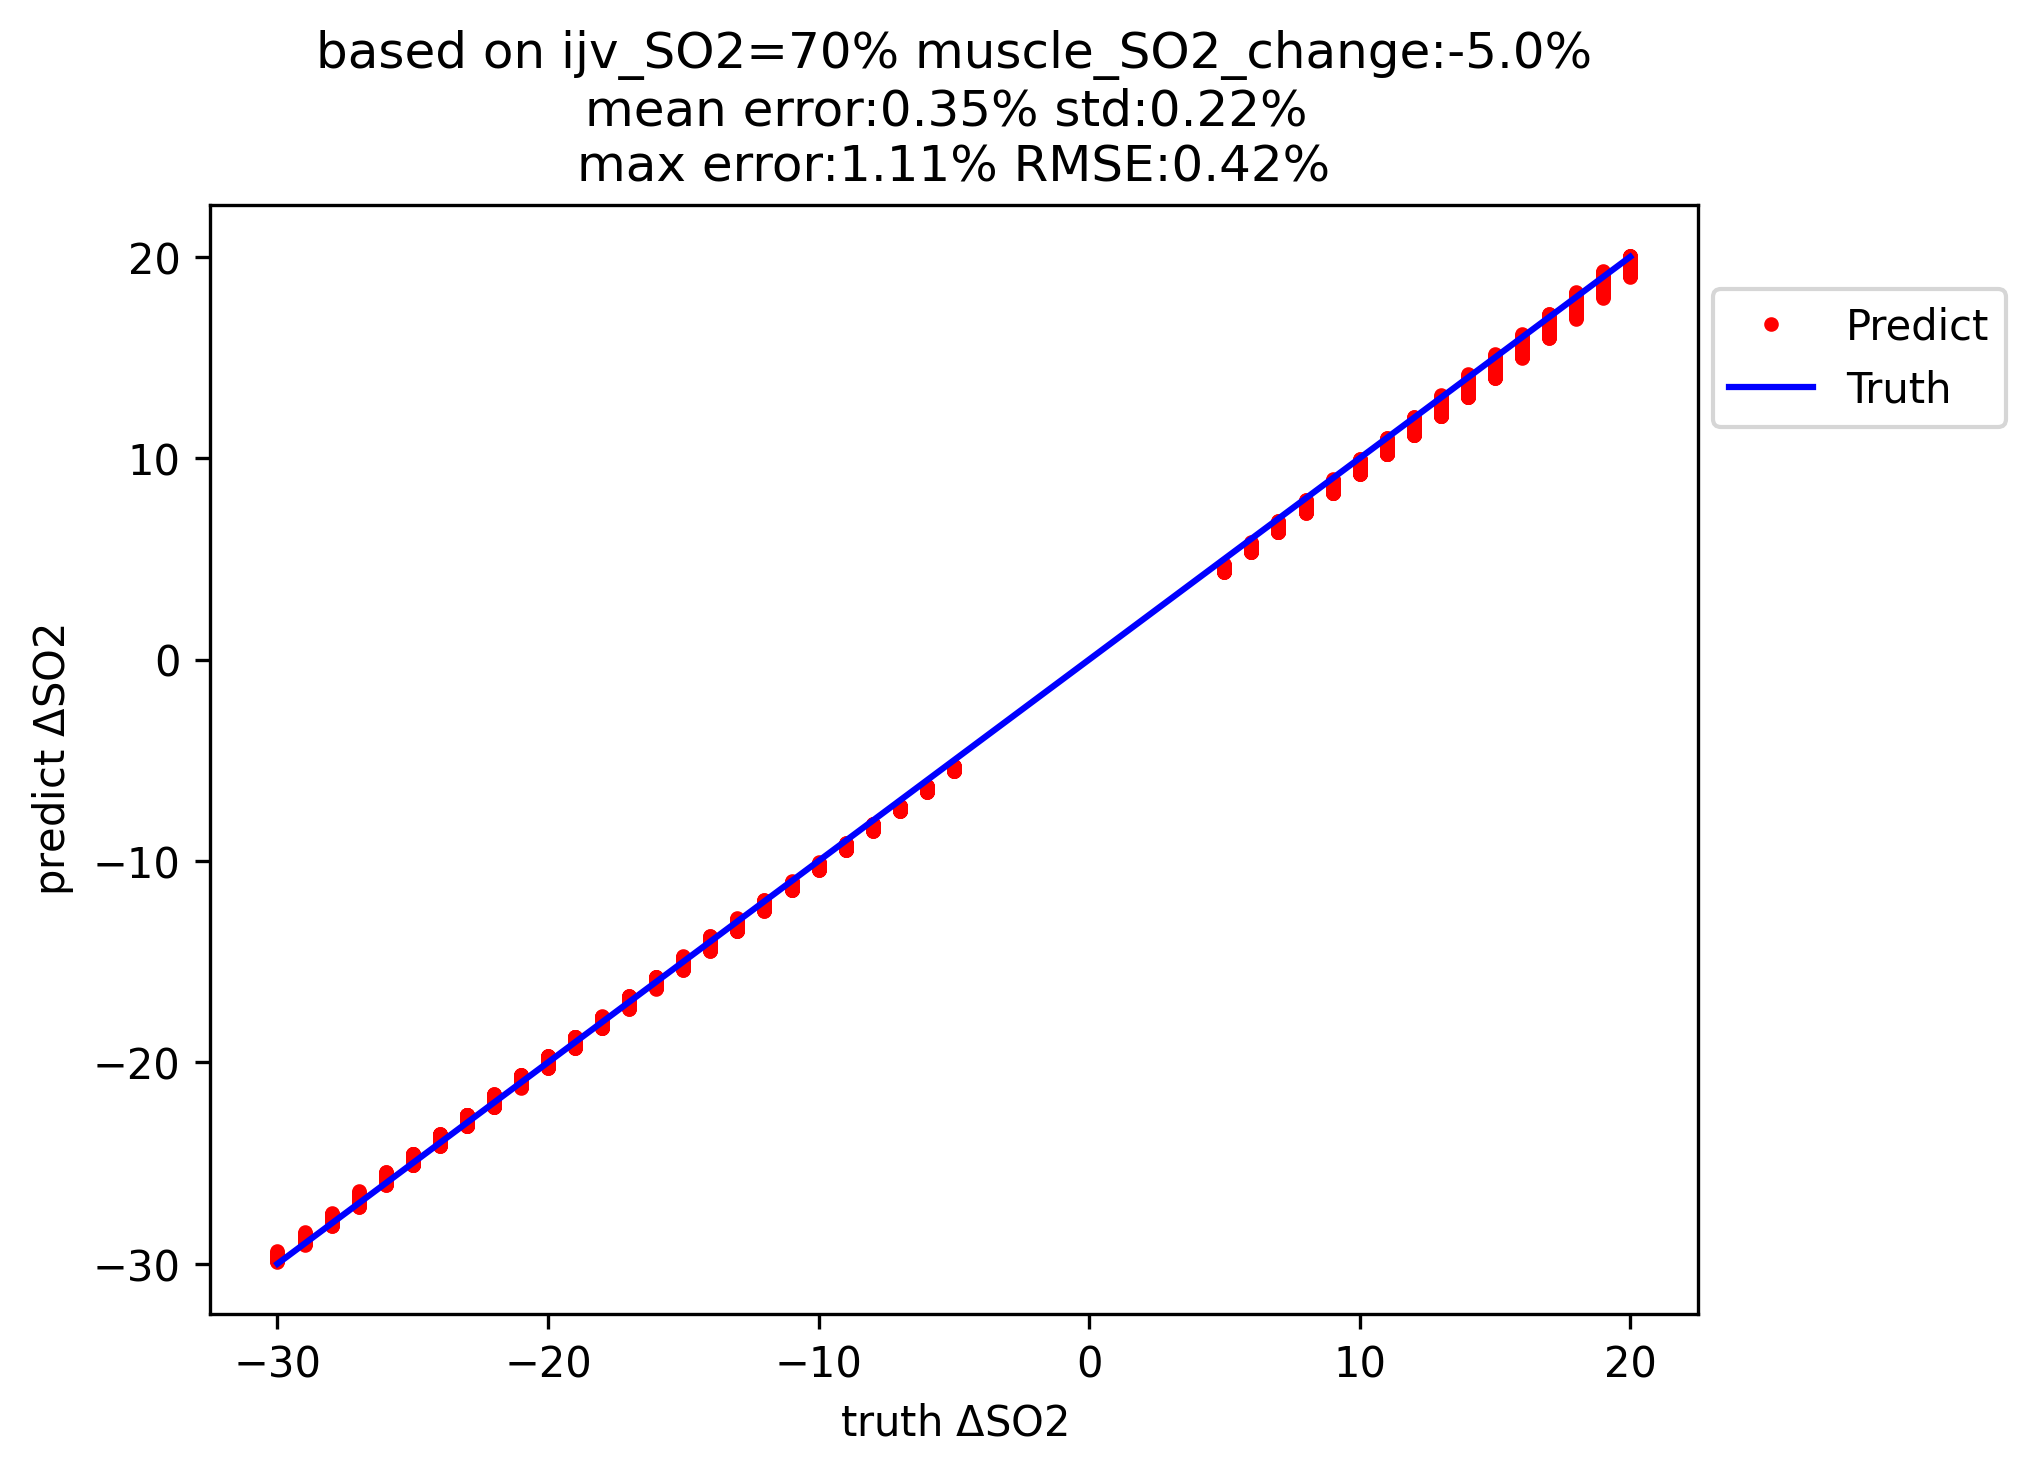 based on ijv_SO2=70% muscle_SO2_change:-5.0%
mean error:0.35% std:0.22%
max error:1.11% RMSE:0.42%
20
10
0
−10
−20
−30
predict ΔSO2
−30
−20
−10
0
10
20
truth ΔSO2
Predict
Truth